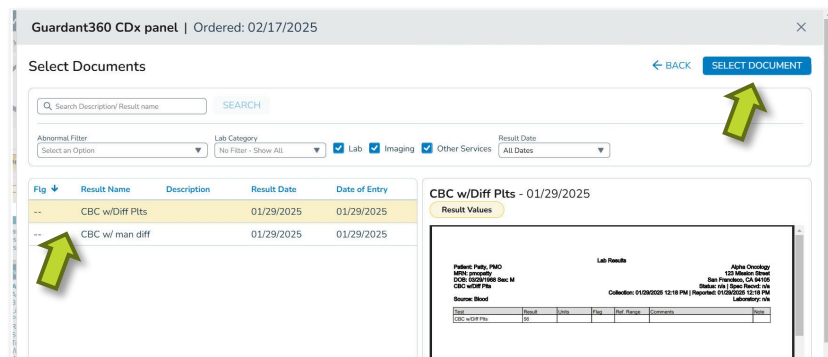 Guardant360 CDx panel | Ordered: 02/17/2025
Select Documents
BACK
SELECT DOCUMENT
Search Description/ Result name
SEARCH
Abnormal Filter
Lab Category
Result Date
Select an Option
No Filter - Show All
Lab
Imaging
Other Services
All Dates
Flg Result Name Description Result Date Date of Entry
-- CBC w/Diff Plts 01/29/2025 01/29/2025
-- CBC w/ man diff 01/29/2025 01/29/2025
CBC w/Diff Plts - 01/29/2025
Result Values
Lab Results
Patient: Patty, PMO
MRN: pmopatty
DOB: 03/29/1968 Sex: M
CBC w/Diff Plts
Source: Blood
Alpha Oncology
123 Mission Street
San Francisco, CA 94105
Status: n/a | Spec Recvd: n/a
Collection: 01/29/2025 12:18 PM | Reported: 01/29/2025 12:18 PM
Laboratory: n/a
Test Result Units Flag Ref. Range Comments Note
CBC w/Diff Plts 56